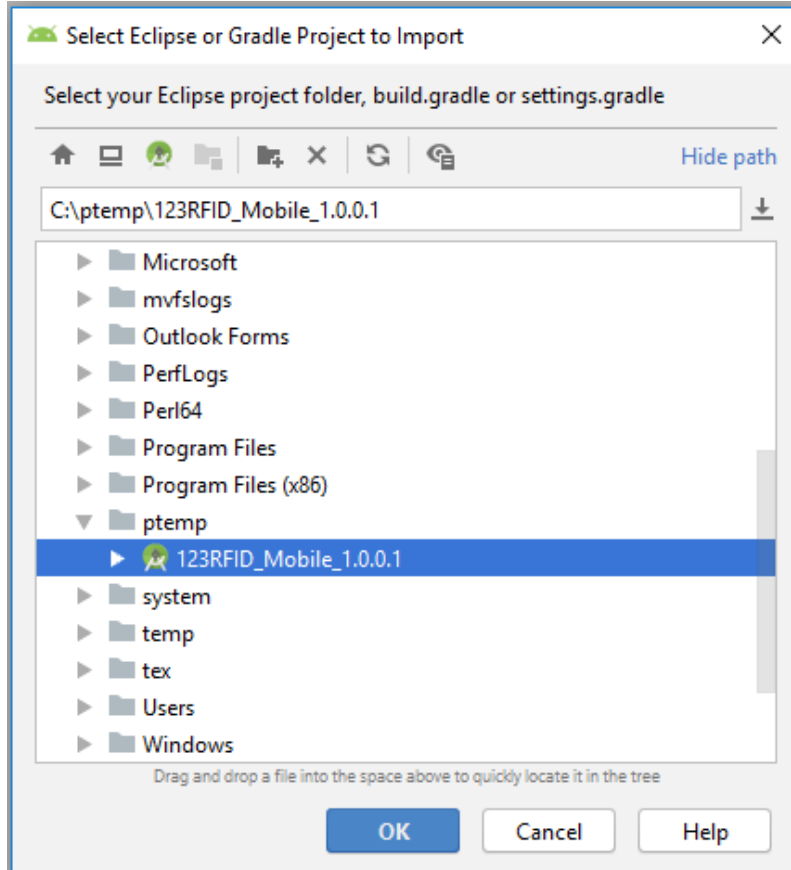 Select Eclipse or Gradle Project to Import
Select your Eclipse project folder, build.gradle or settings.gradle
Hide path
C:\ptemp\123RFID_Mobile_1.0.0.1
Microsoft
mvfslogs
Outlook Forms
PerfLogs
Perl64
Program Files
Program Files (x86)
ptemp
123RFID_Mobile_1.0.0.1
system
temp
tex
Users
Windows
Drag and drop a file into the space above to quickly locate it in the tree
OK Cancel Help